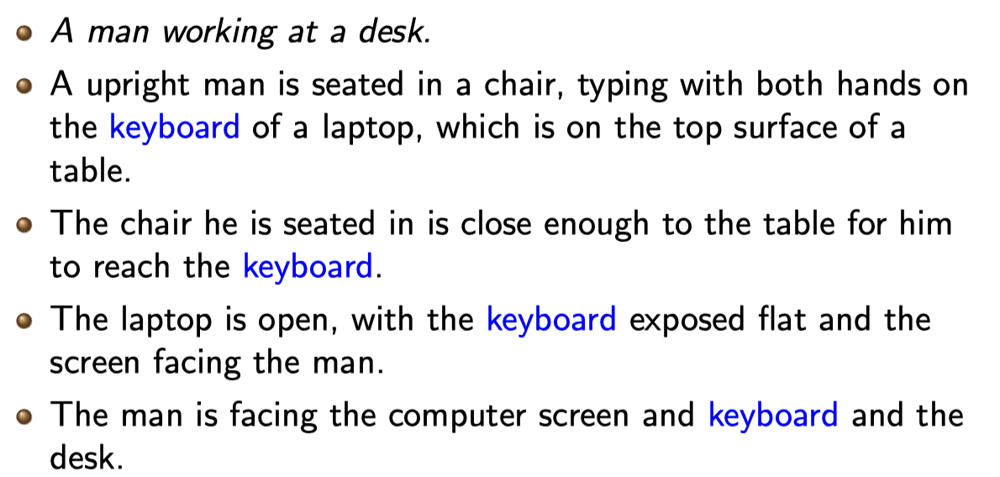 A man working at a desk.
A upright man is seated in a chair, typing with both hands on
the keyboard of a laptop, which is on the top surface of a
table.
The chair he is seated in is close enough to the table for him
to reach the keyboard.
The laptop is open, with the keyboard exposed flat and the
screen facing the man.
The man is facing the computer screen and keyboard and the
desk.